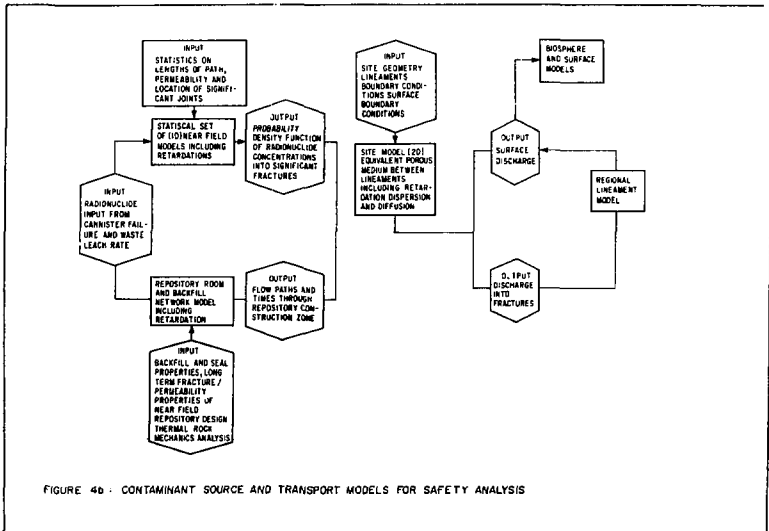 INPUT
STATISTICS ON
LENGTHS OF PATH,
PERMEABILITY AND
LOCATION OF SIGNIFI-
CANT JOINTS
STATISCAL SET
OF (1D) NEAR FIELD
MODELS INCLUDING
RETARDATIONS
OUTPUT
PROBABILITY
DENSITY FUNCTION
OF RADIONUCLIDE
CONCENTRATIONS
INTO SIGNIFICANT
FRACTURES
INPUT
RADIONUCLIDE
INPUT FROM
CANNISTER FAIL-
URE AND WASTE
LEACH RATE
REPOSITORY ROOM
AND BACKFILL
NETWORK MODEL
INCLUDING
RETARDATION
OUTPUT
FLOW PATHS AND
TIMES THROUGH
REPOSITORY CON-
STRUCTION ZONE
INPUT
BACKFILL AND SEAL
PROPERTIES, LONG
TERM FRACTURE /
PERMEABILITY
PROPERTIES OF
NEAR FIELD
REPOSITORY DESIGN
THERMAL ROCK
MECHANICS ANALYSIS
INPUT
SITE GEOMETRY
LINEAMENTS
BOUNDARY CONDI-
TIONS SURFACE
BOUNDARY
CONDITIONS
SITE MODEL (2D)
EQUIVALENT POROUS
MEDIUM BETWEEN
LINEAMENTS
INCLUDING RETAR-
DATION DISPERSION
AND DIFFUSION
BIOSPHERE
AND SURFACE
MODELS
OUTPUT
SURFACE
DISCHARGE
REGIONAL
LINEAMENT
MODEL
OUTPUT
DISCHARGE
INTO
FRACTURES
FIGURE 4b : CONTAMINANT SOURCE AND TRANSPORT MODELS FOR SAFETY ANALYSIS